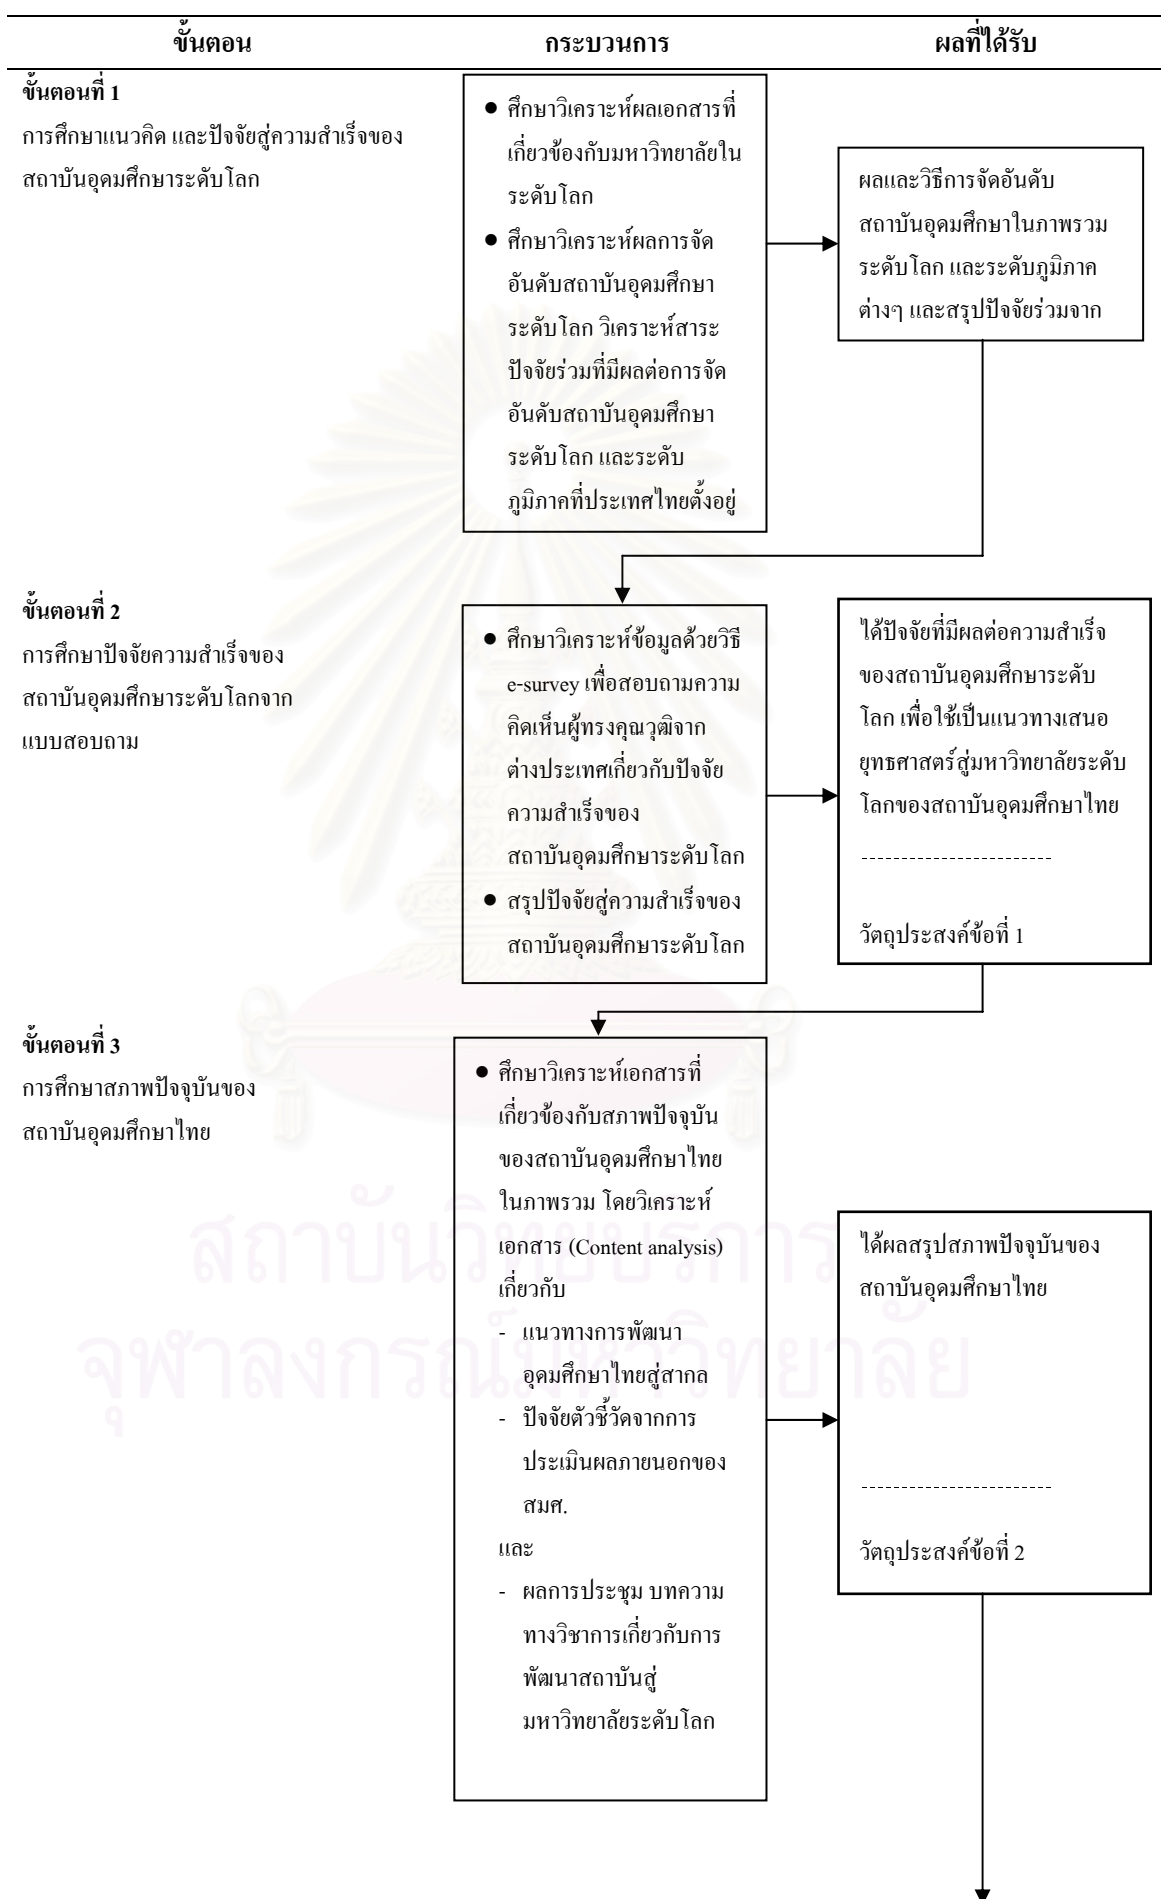 ขั้นตอน
กระบวนการ
ผลที่ได้รับ
ขั้นตอนที่ 1
การศึกษาแนวคิด และปัจจัยสู่ความสำเร็จของ
สถาบันอุดมศึกษาระดับโลก
● ศึกษาวิเคราะห์ผลเอกสารที่
เกี่ยวข้องกับมหาวิทยาลัยใน
ระดับโลก
● ศึกษาวิเคราะห์ผลการจัด
อันดับสถาบันอุดมศึกษา
ระดับโลก วิเคราะห์สาระ
ปัจจัยร่วมที่มีผลต่อการจัด
อันดับสถาบันอุดมศึกษา
ระดับโลก และระดับ
ภูมิภาคที่ประเทศไทยตั้งอยู่
ผลและวิธีการจัดอันดับ
สถาบันอุดมศึกษาในภาพรวม
ระดับโลก และระดับภูมิภาค
ต่างๆ และสรุปปัจจัยร่วมจาก
ขั้นตอนที่ 2
การศึกษาปัจจัยความสำเร็จของ
สถาบันอุดมศึกษาระดับโลกจาก
แบบสอบถาม
● ศึกษาวิเคราะห์ข้อมูลด้วยวิธี
e-survey เพื่อสอบถามความ
คิดเห็นผู้ทรงคุณวุฒิจาก
ต่างประเทศเกี่ยวกับปัจจัย
ความสำเร็จของ
สถาบันอุดมศึกษาระดับโลก
● สรุปปัจจัยสู่ความสำเร็จของ
สถาบันอุดมศึกษาระดับโลก
ได้ปัจจัยที่มีผลต่อความสำเร็จ
ของสถาบันอุดมศึกษาระดับ
โลก เพื่อใช้เป็นแนวทางเสนอ
ยุทธศาสตร์สู่มหาวิทยาลัยระดับ
โลกของสถาบันอุดมศึกษาไทย
------------------------
วัตถุประสงค์ข้อที่ 1
ขั้นตอนที่ 3
การศึกษาสภาพปัจจุบันของ
สถาบันอุดมศึกษาไทย
● ศึกษาวิเคราะห์เอกสารที่
เกี่ยวข้องกับสภาพปัจจุบัน
ของสถาบันอุดมศึกษาไทย
ในภาพรวม โดยวิเคราะห์
เอกสาร (Content analysis)
เกี่ยวกับ
- แนวทางการพัฒนา
อุดมศึกษาไทยสู่สากล
- ปัจจัยตัวชี้วัดจากการ
ประเมินผลภายนอกของ
สมศ.
และ
- ผลการประชุม บทความ
ทางวิชาการเกี่ยวกับการ
พัฒนาสถาบันสู่
มหาวิทยาลัยระดับโลก
ได้ผลสรุปสภาพปัจจุบันของ
สถาบันอุดมศึกษาไทย
------------------------
วัตถุประสงค์ข้อที่ 2
สถาบันวิทยบริการ
จุฬาลงกรณ์มหาวิทยาลัย